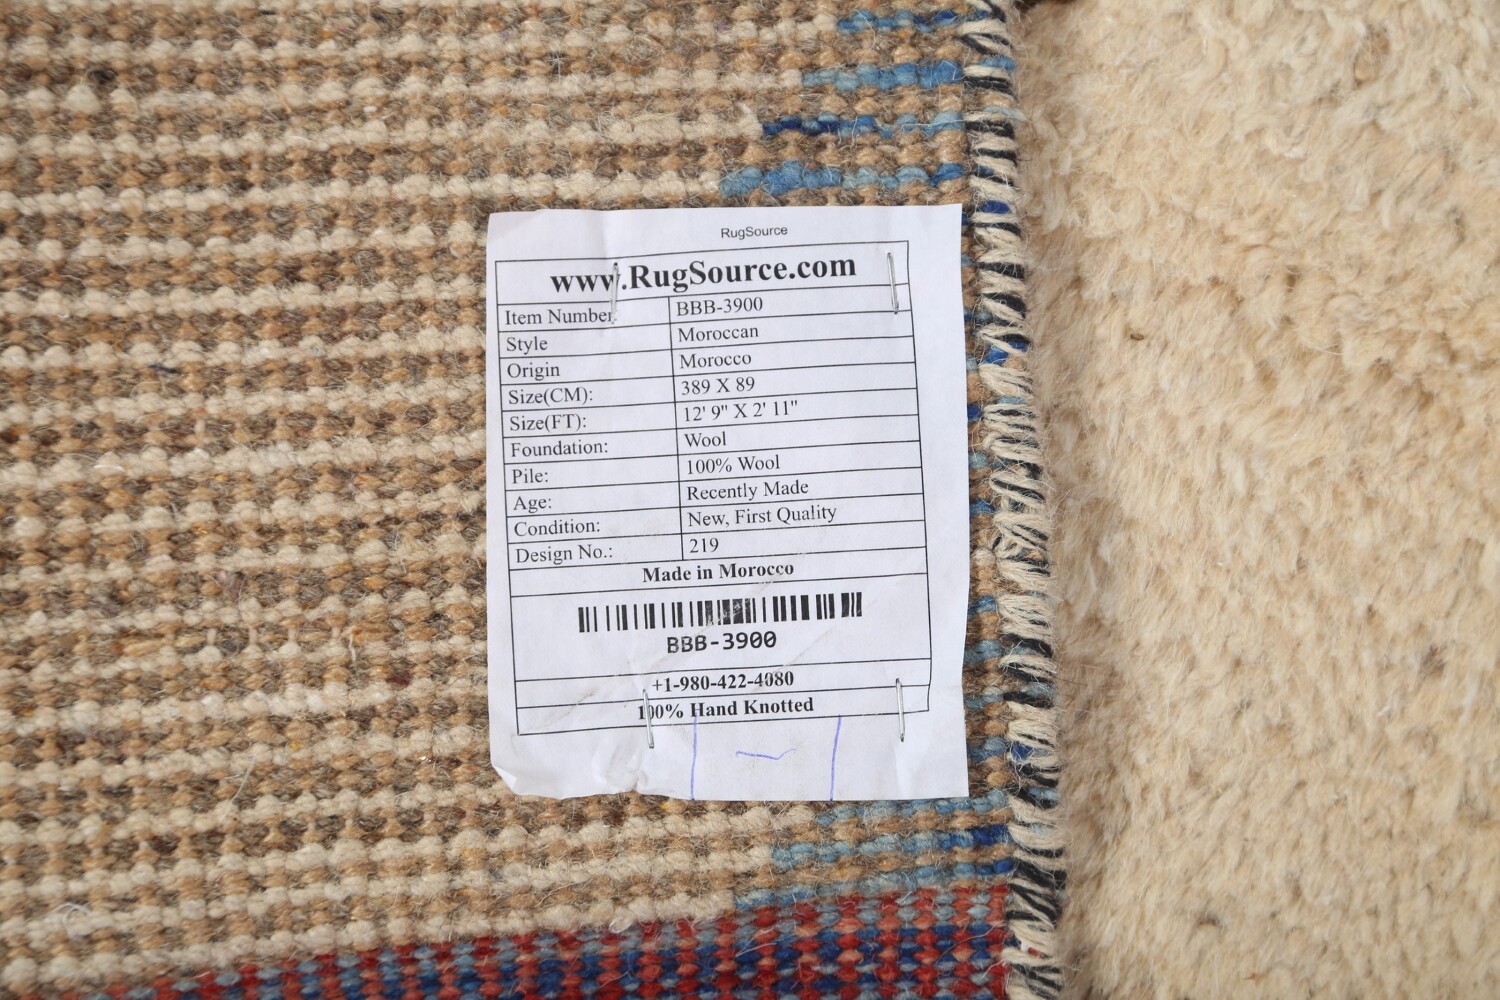 RugSource
www.RugSource.com
Item Number: BBB-3900
Style Moroccan
Origin Morocco
Size(CM): 389 X 89
Size(FT): 12' 9" X 2' 11"
Foundation: Wool
Pile: 100% Wool
Age: Recently Made
Condition: New, First Quality
Design No.: 219
Made in Morocco
BBB-3900
+1-980-422-4080
100% Hand Knotted